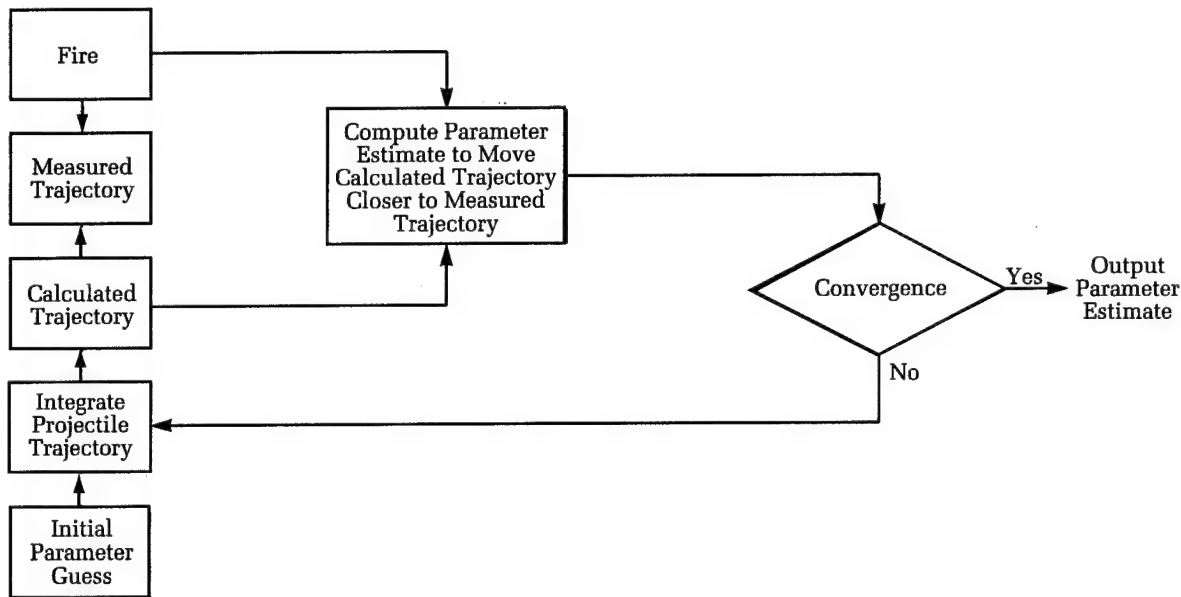 Fire
Measured
Trajectory
Calculated
Trajectory
Integrate
Projectile
Trajectory
Initial
Parameter
Guess
Compute Parameter
Estimate to Move
Calculated Trajectory
Closer to Measured
Trajectory
Convergence
Yes
No
Output
Parameter
Estimate